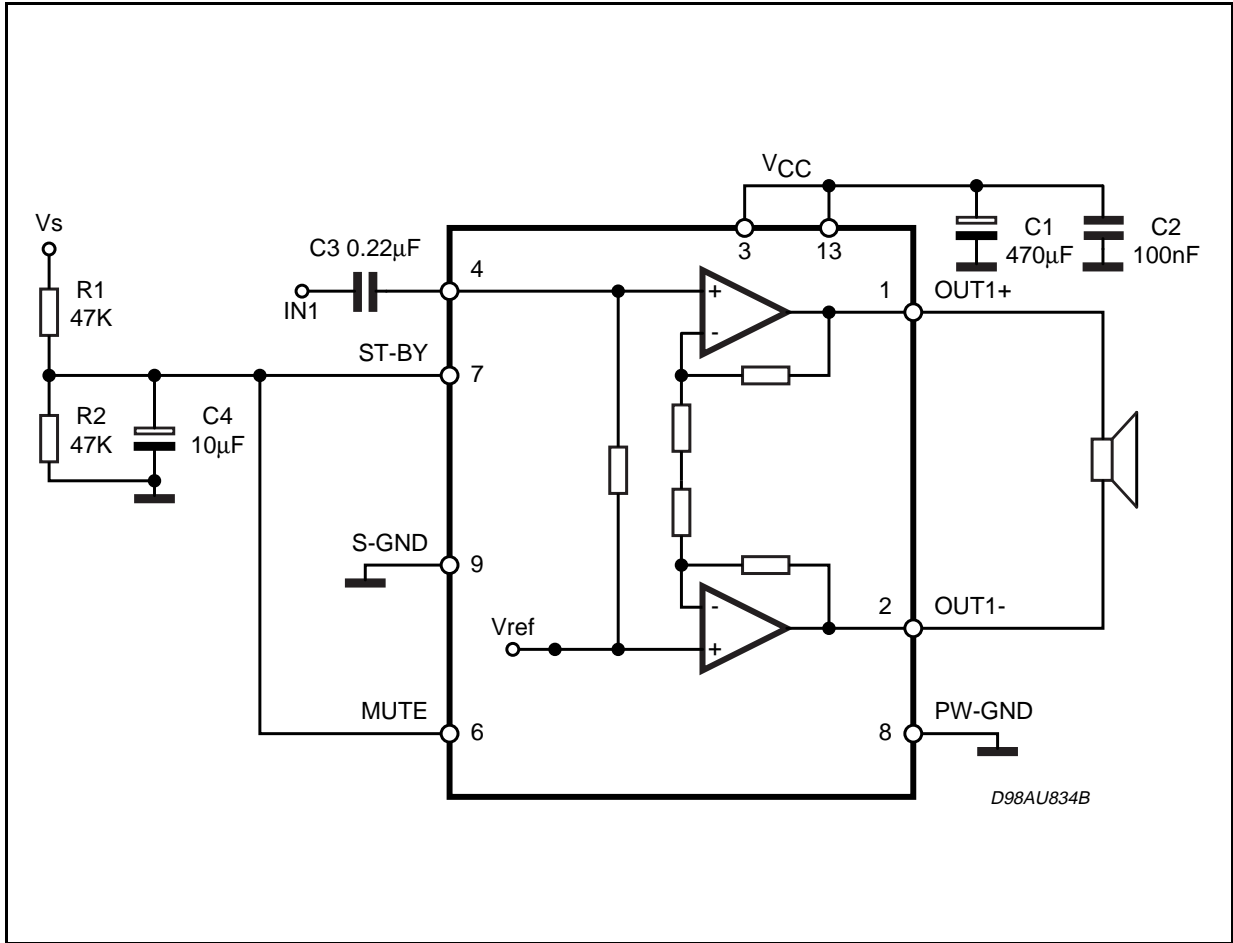 VCC
Vs
C3 0.22µF
3
13
C1
470µF
C2
100nF
4
IN1
+
1
OUT1+
R1
47K
-
ST-BY
7
R2
47K
C4
10µF
S-GND
9
-
2
OUT1-
Vref
+
MUTE
6
PW-GND
8
D98AU834B